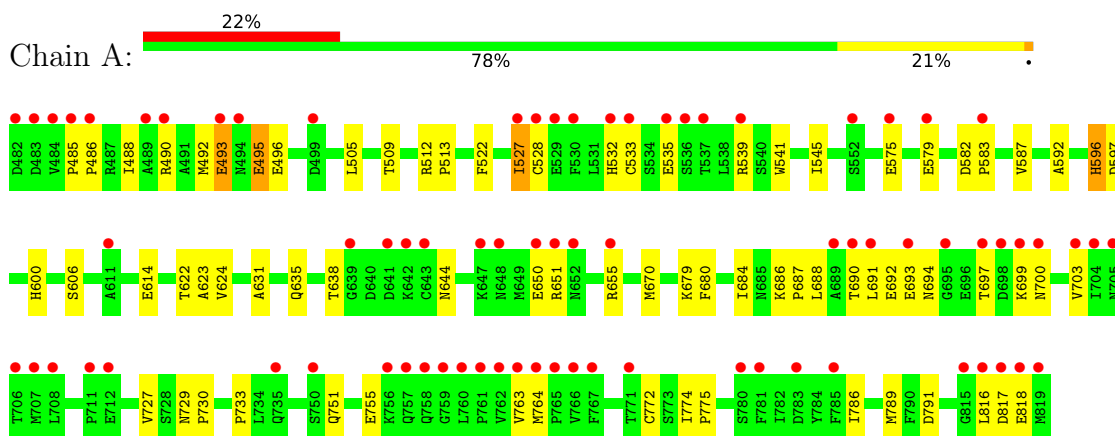 22%
Chain A:
78% 21% •
D482 D483 V484 P485 P486 R487 I488 A489 R490 A491 M492 E493 N494 E495 E496 D499 L505 T509 R512 P513 F522 I527 C528 E529 F530 L531 H532 C533 S534 E535 S536 T537 L538 R539 S540 W541 I545 S552 E575 E579 D582 P583 V587 A592 H596 D597
H600 S606 A611 E614 T622 A623 V624 A631 Q635 T638 G639 D640 D641 K642 C643 N644 K647 N648 M649 E650 R651 N652 R655 M670 K679 F680 I684 N685 K686 P687 L688 A689 T690 L691 E692 E693 N694 G695 E696 T697 D698 K699 N700 V703 I704 N705
T706 M707 L708 P711 E712 V727 S728 N729 P730 P733 L734 Q735 S750 Q751 E755 K756 Q757 Q758 G759 L760 P761 V762 V763 M764 P765 V766 F767 T771 C772 S773 I774 P775 S780 F781 I782 D783 Y784 F785 I786 M789 F790 D791 G815 L816 D817 E818 M819